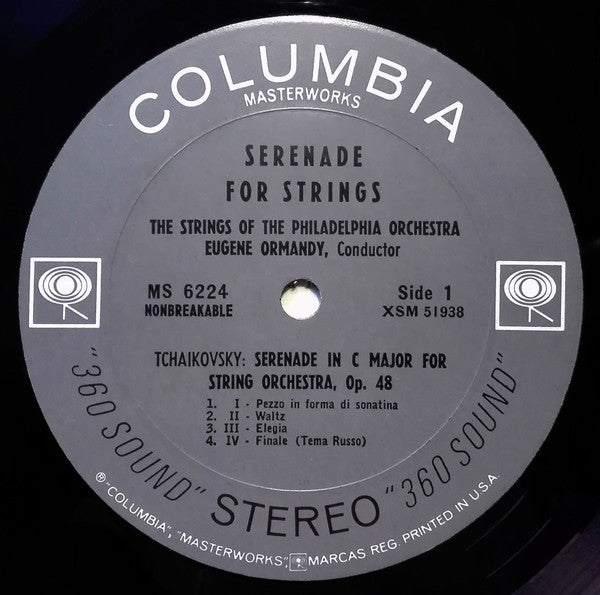 COLUMBIA
MASTERWORKS
SERENADE
FOR STRINGS
THE STRINGS OF THE PHILADELPHIA ORCHESTRA
EUGENE ORMANDY, Conductor
MS 6224
NONBREAKABLE
Side 1
XSM 51938
TCHAIKOVSKY: SERENADE IN C MAJOR FOR
STRING ORCHESTRA, Op. 48
1. I - Pezzo in forma di sonatina
2. II - Waltz
3. III - Elegia
4. IV - Finale (Tema Russo)
"360 SOUND" STEREO "360 SOUND"
® "COLUMBIA", "MASTERWORKS", MARCAS REG. PRINTED IN U.S.A.